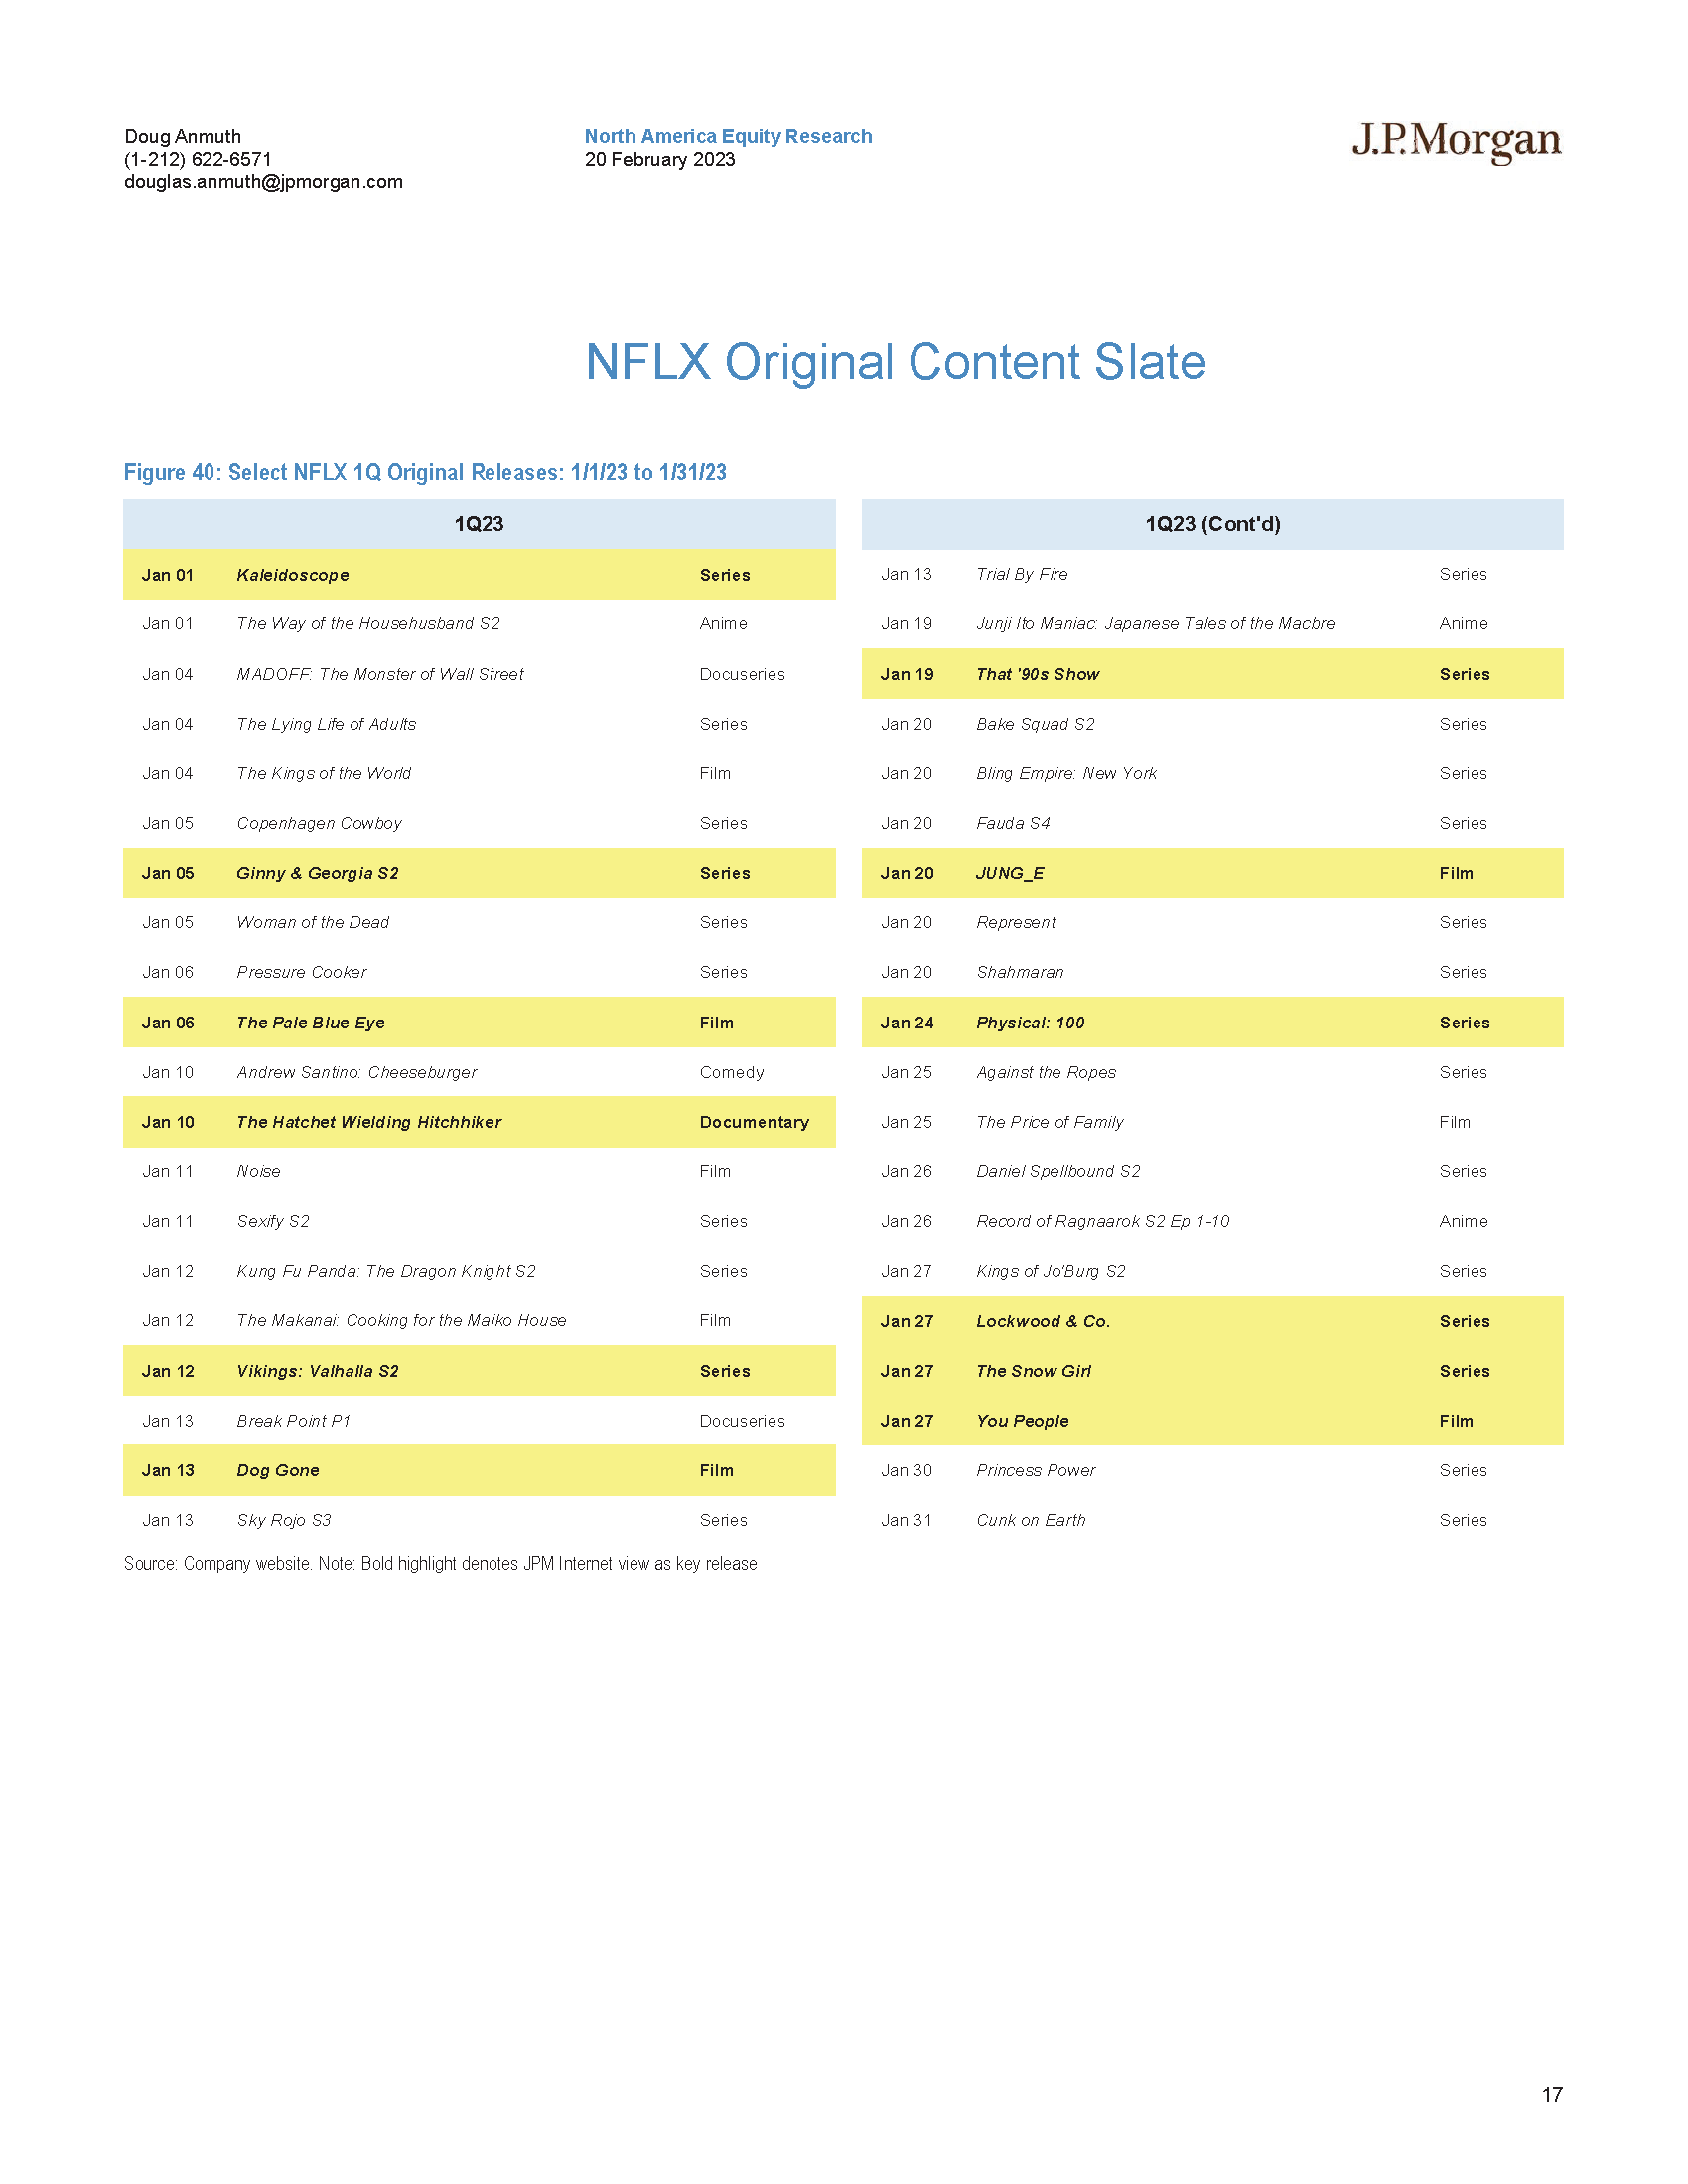 Doug Anmuth
(1-212) 622-6571
douglas.anmuth@jpmorgan.com
North America Equity Research
20 February 2023
J.P.Morgan
NFLX Original Content Slate
Figure 40: Select NFLX 1Q Original Releases: 1/1/23 to 1/31/23
1Q23
Jan 01 Kaleidoscope Series
Jan 01 The Way of the Househusband S2 Anime
Jan 04 MADOFF: The Monster of Wall Street Docuseries
Jan 04 The Lying Life of Adults Series
Jan 04 The Kings of the World Film
Jan 05 Copenhagen Cowboy Series
Jan 05 Ginny & Georgia S2 Series
Jan 05 Woman of the Dead Series
Jan 06 Pressure Cooker Series
Jan 06 The Pale Blue Eye Film
Jan 10 Andrew Santino: Cheeseburger Comedy
Jan 10 The Hatchet Wielding Hitchhiker Documentary
Jan 11 Noise Film
Jan 11 Sexify S2 Series
Jan 12 Kung Fu Panda: The Dragon Knight S2 Series
Jan 12 The Makanai: Cooking for the Maiko House Film
Jan 12 Vikings: Valhalla S2 Series
Jan 13 Break Point P1 Docuseries
Jan 13 Dog Gone Film
Jan 13 Sky Rojo S3 Series
1Q23 (Cont'd)
Jan 13 Trial By Fire Series
Jan 19 Junji Ito Maniac: Japanese Tales of the Macbre Anime
Jan 19 That '90s Show Series
Jan 20 Bake Squad S2 Series
Jan 20 Bling Empire: New York Series
Jan 20 Fauda S4 Series
Jan 20 JUNG_E Film
Jan 20 Represent Series
Jan 20 Shahmaran Series
Jan 24 Physical: 100 Series
Jan 25 Against the Ropes Series
Jan 25 The Price of Family Film
Jan 26 Daniel Spellbound S2 Series
Jan 26 Record of Ragnaarok S2 Ep 1-10 Anime
Jan 27 Kings of Jo'Burg S2 Series
Jan 27 Lockwood & Co. Series
Jan 27 The Snow Girl Series
Jan 27 You People Film
Jan 30 Princess Power Series
Jan 31 Cunk on Earth Series
Source: Company website. Note: Bold highlight denotes JPM Internet view as key release
17